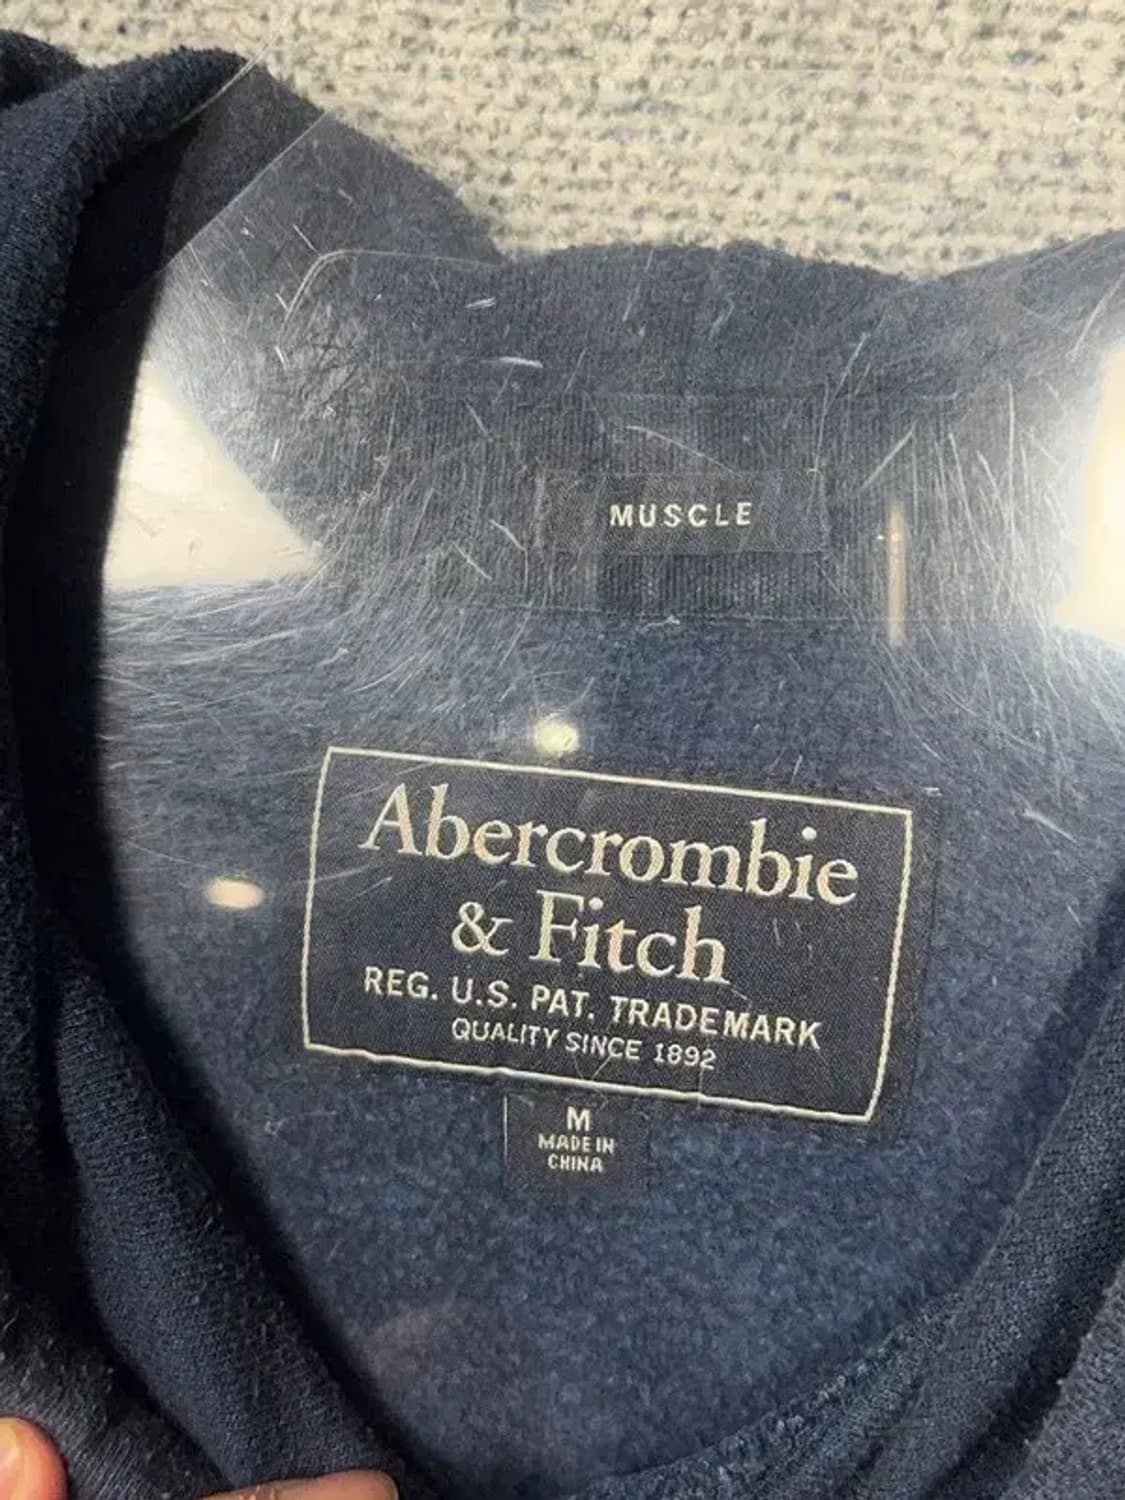 MUSCLE
Abercrombie
& Fitch
REG. U.S. PAT. TRADEMARK
QUALITY SINCE 1892
M
MADE IN
CHINA